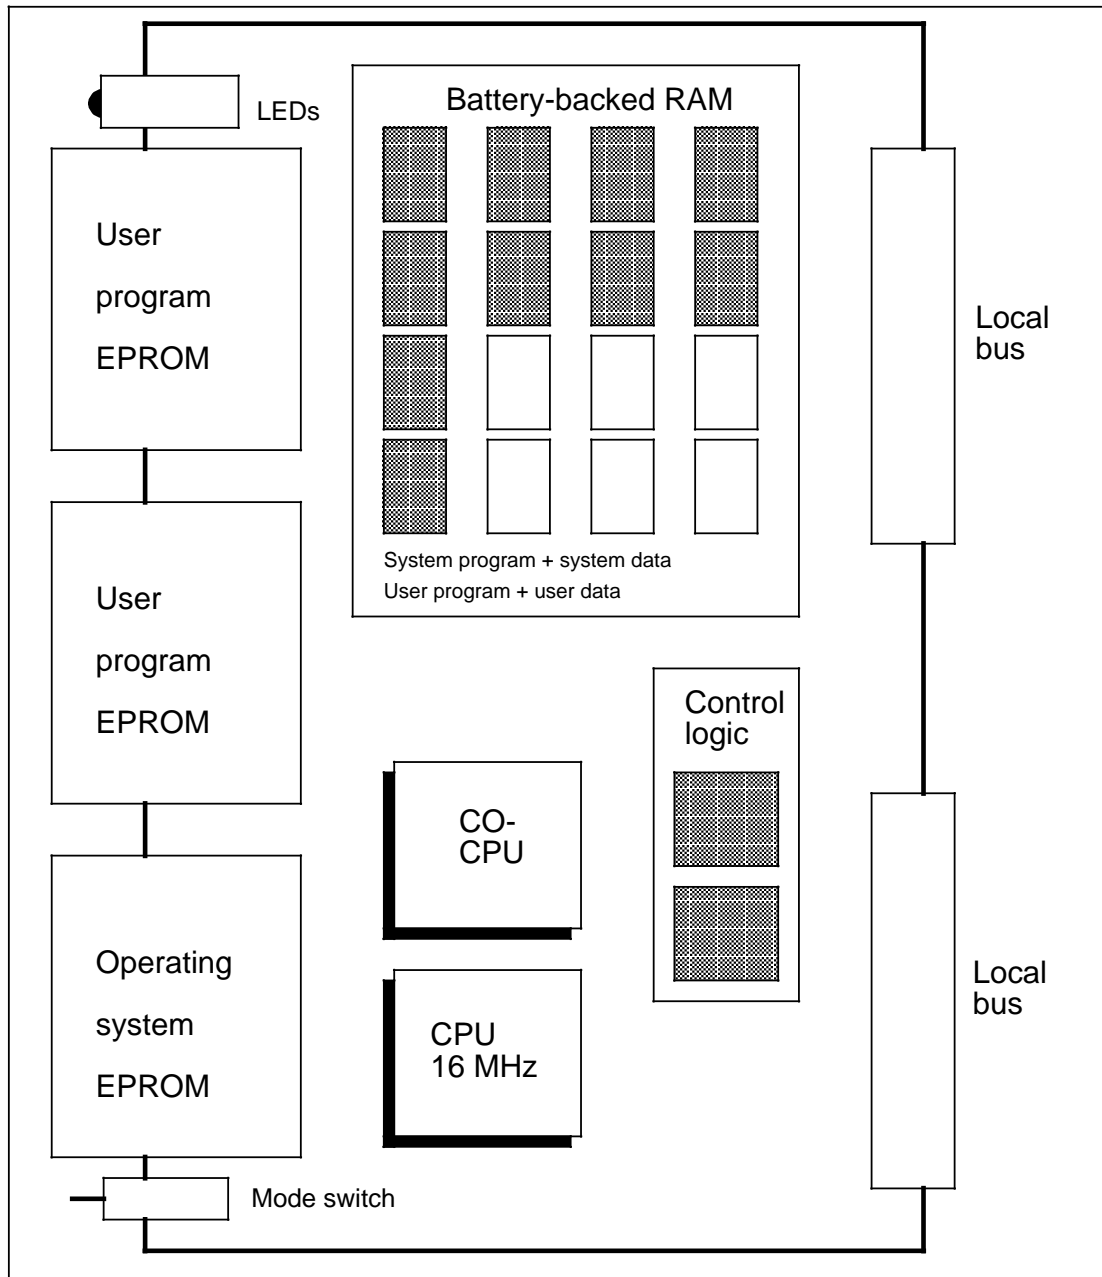 LEDs
Battery-backed RAM
User
program
EPROM
Local
bus
System program + system data
User program + user data
User
program
EPROM
Control
logic
CO-
CPU
Operating
system
EPROM
Local
bus
CPU
16 MHz
Mode switch